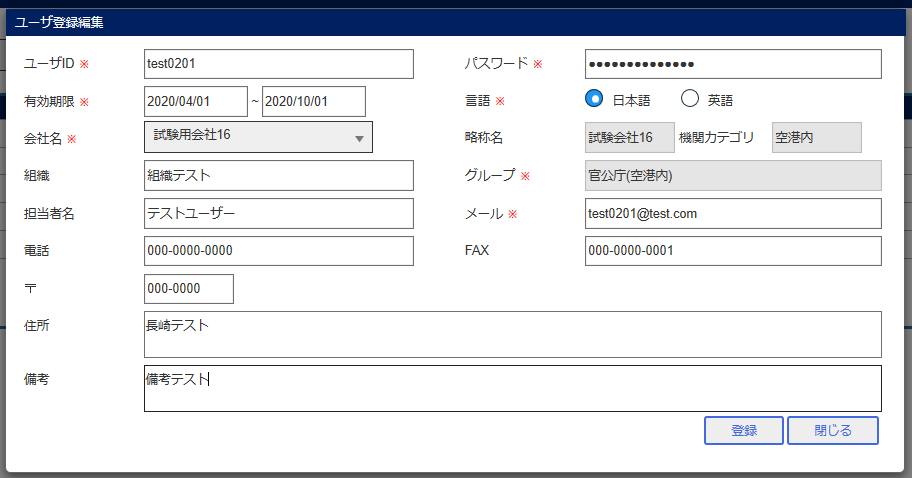 ユーザ登録編集
ユーザID ※ test0201 パスワード ※ ●●●●●●●●●●●●●●
有効期限 ※ 2020/04/01 ~ 2020/10/01 言語 ※ 日本語 英語
会社名 ※ 試験用会社16 略称名 試験会社16 機関カテゴリ 空港内
組織 組織テスト グループ ※ 官公庁(空港内)
担当者名 テストユーザー メール ※ test0201@test.com
電話 000-0000-0000 FAX 000-0000-0001
〒 000-0000
住所 長崎テスト
備考 備考テスト
登録 閉じる